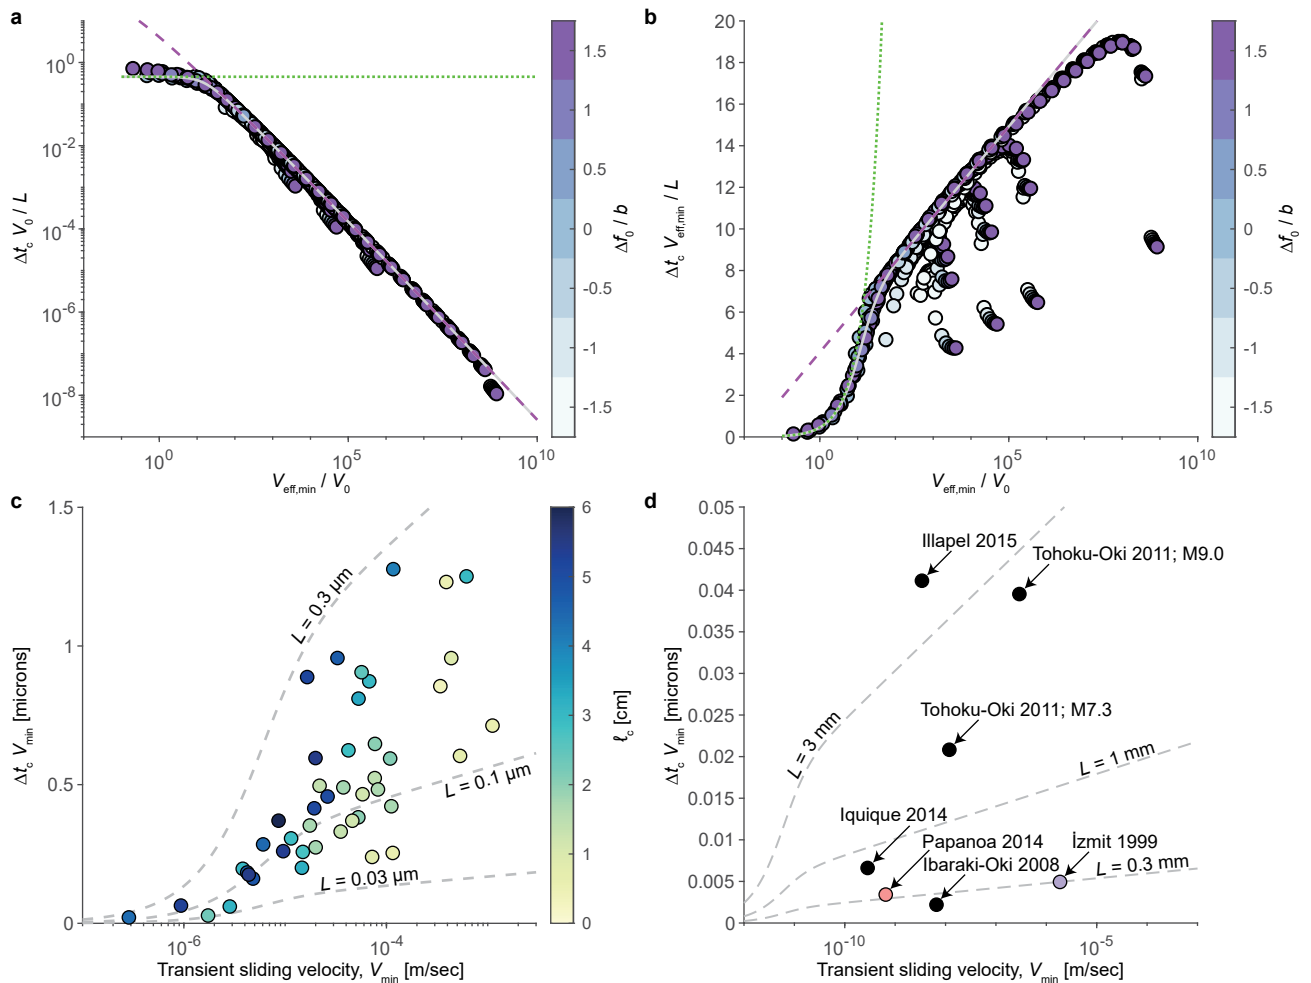 a
Δt_c V_0 / L
10^0
10^-2
10^-4
10^-6
10^-8
10^0
10^5
10^10
V_eff,min / V_0
1.5
1
0.5
0
-0.5
-1
-1.5
Δf_0 / b
b
Δt_c V_eff,min / L
20
18
16
14
12
10
8
6
4
2
0
10^0
10^5
10^10
V_eff,min / V_0
1.5
1
0.5
0
-0.5
-1
-1.5
Δf_0 / b
c
Δt_c V_min [microns]
1.5
1
0.5
0
L = 0.3 μm
L = 0.1 μm
L = 0.03 μm
10^-6
10^-4
Transient sliding velocity, V_min [m/sec]
6
5
4
3
2
1
0
ℓ_c [cm]
d
Δt_c V_min [microns]
0.05
0.045
0.04
0.035
0.03
0.025
0.02
0.015
0.01
0.005
0
Illapel 2015
Tohoku-Oki 2011; M9.0
Tohoku-Oki 2011; M7.3
L = 3 mm
L = 1 mm
Iquique 2014
Papanoa 2014
İzmit 1999
Ibaraki-Oki 2008
L = 0.3 mm
10^-10
10^-5
Transient sliding velocity, V_min [m/sec]